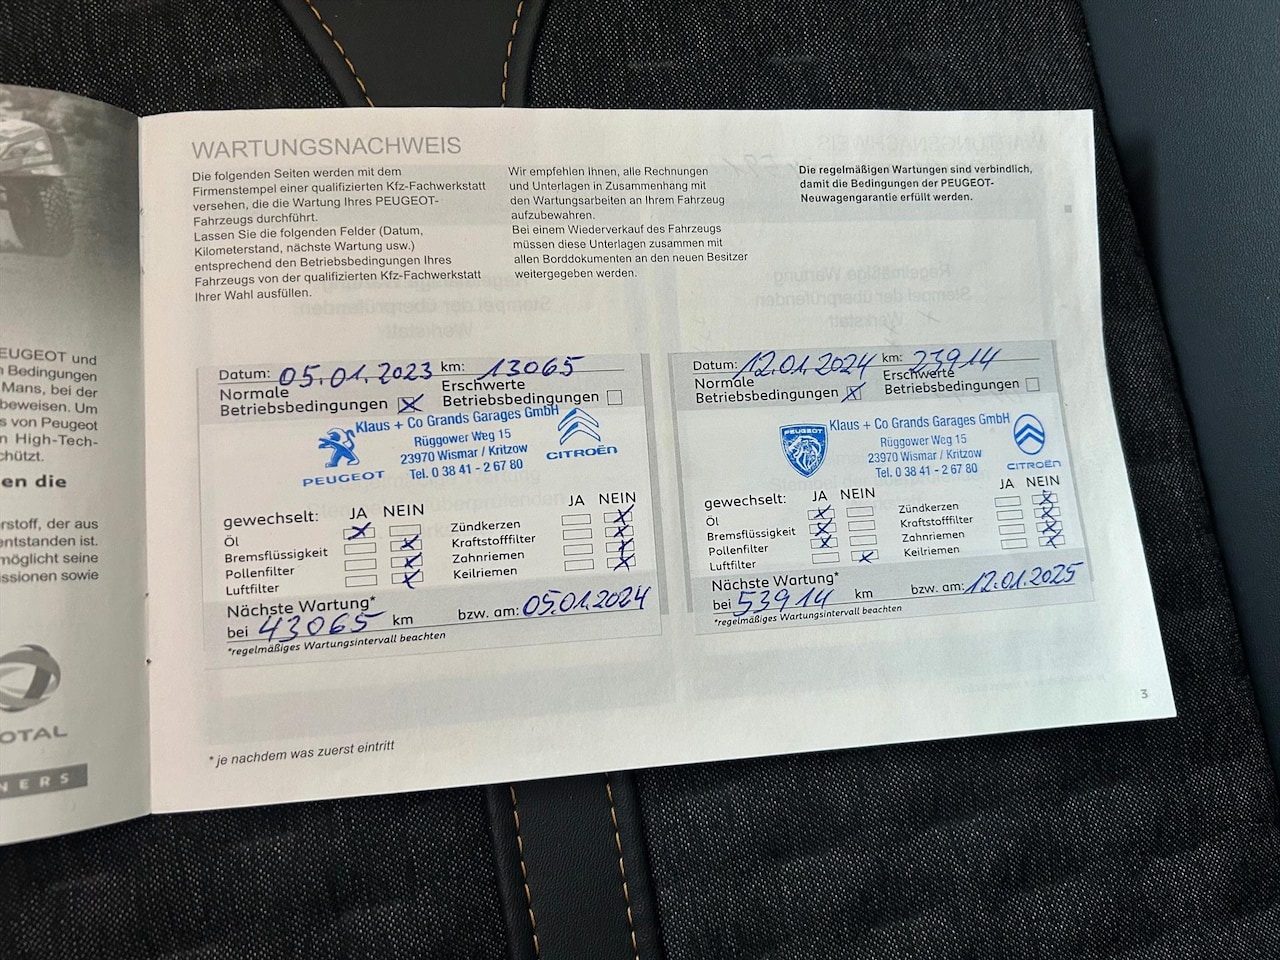 WARTUNGSNACHWEIS
Die folgenden Seiten werden mit dem
Firmenstempel einer qualifizierten Kfz-Fachwerkstatt
versehen, die die Wartung Ihres PEUGEOT-
Fahrzeugs durchführt.
Lassen Sie die folgenden Felder (Datum,
Kilometerstand, nächste Wartung usw.)
entsprechend den Betriebsbedingungen Ihres
Fahrzeugs von der qualifizierten Kfz-Fachwerkstatt
Ihrer Wahl ausfüllen.
Wir empfehlen Ihnen, alle Rechnungen
und Unterlagen in Zusammenhang mit
den Wartungsarbeiten an Ihrem Fahrzeug
aufzubewahren.
Bei einem Wiederverkauf des Fahrzeugs
müssen diese Unterlagen zusammen mit
allen Borddokumenten an den neuen Besitzer
weitergegeben werden.
Die regelmäßigen Wartungen sind verbindlich,
damit die Bedingungen der PEUGEOT-
Neuwagengarantie erfüllt werden.
Datum: 05.01.2023 km: 13065
Normale Erschwerte
Betriebsbedingungen Betriebsbedingungen
Klaus + Co Grands Garages GmbH
Rüggower Weg 15
23970 Wismar / Kritzow
Tel. 0 38 41 - 2 67 80
PEUGEOT
CITROËN
gewechselt: JA NEIN JA NEIN
Öl Zündkerzen
Bremsflüssigkeit Kraftstofffilter
Pollenfilter Zahnriemen
Luftfilter Keilriemen
Nächste Wartung*
bei 43065 km bzw. am: 05.01.2024
*regelmäßiges Wartungsintervall beachten
Datum: 12.01.2024 km: 23914
Normale Erschwerte
Betriebsbedingungen Betriebsbedingungen
PEUGEOT
Klaus + Co Grands Garages GmbH
Rüggower Weg 15
23970 Wismar / Kritzow
Tel. 0 38 41 - 2 67 80
CITROËN
gewechselt: JA NEIN JA NEIN
Öl Zündkerzen
Bremsflüssigkeit Kraftstofffilter
Pollenfilter Zahnriemen
Luftfilter Keilriemen
Nächste Wartung*
bei 53914 km bzw. am: 12.01.2025
*regelmäßiges Wartungsintervall beachten
* je nachdem was zuerst eintritt
3
EUGEOT und
Bedingungen
Mans, bei der
beweisen. Um
s von Peugeot
n High-Tech-
chützt.
en die
rstoff, der aus
entstanden ist.
möglicht seine
issionen sowie
OTAL
NERS